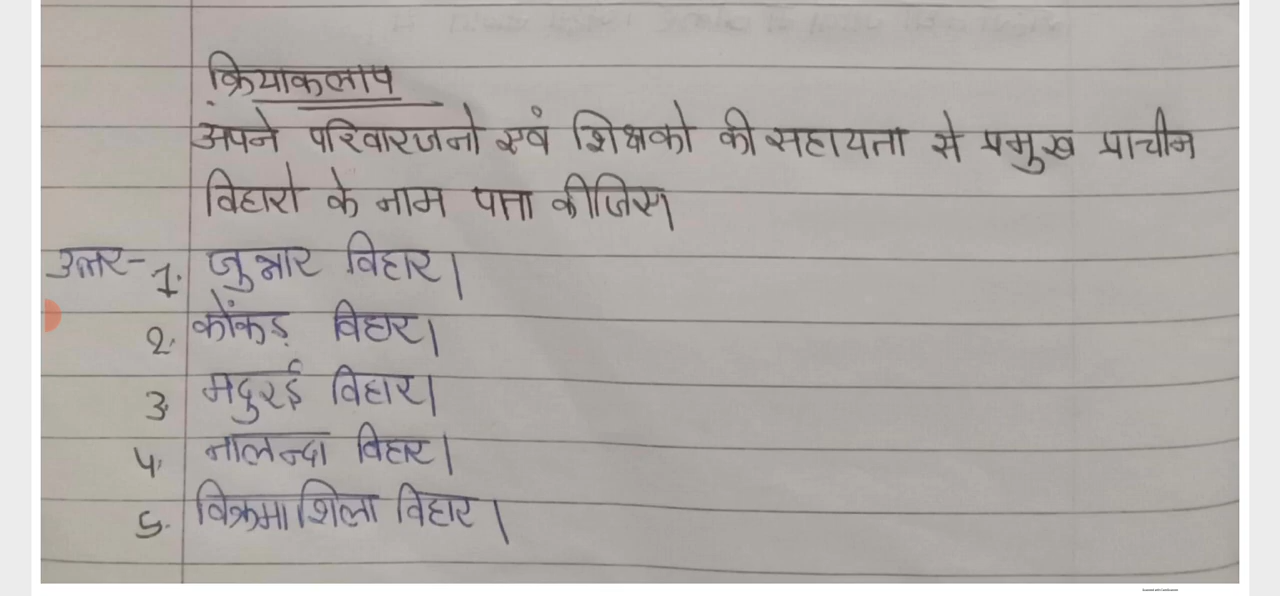 क्रियाकलाप
अपने परिवारजनो एवं शिक्षको की सहायता से प्रमुख प्राचीन
विहारो के नाम पता कीजिए।
उत्तर- 1. जुन्नार विहार।
2. कोंकड़ विहार।
3. मदुरई विहार।
4. नालन्दा विहार।
5. विक्रमाशिला विहार।